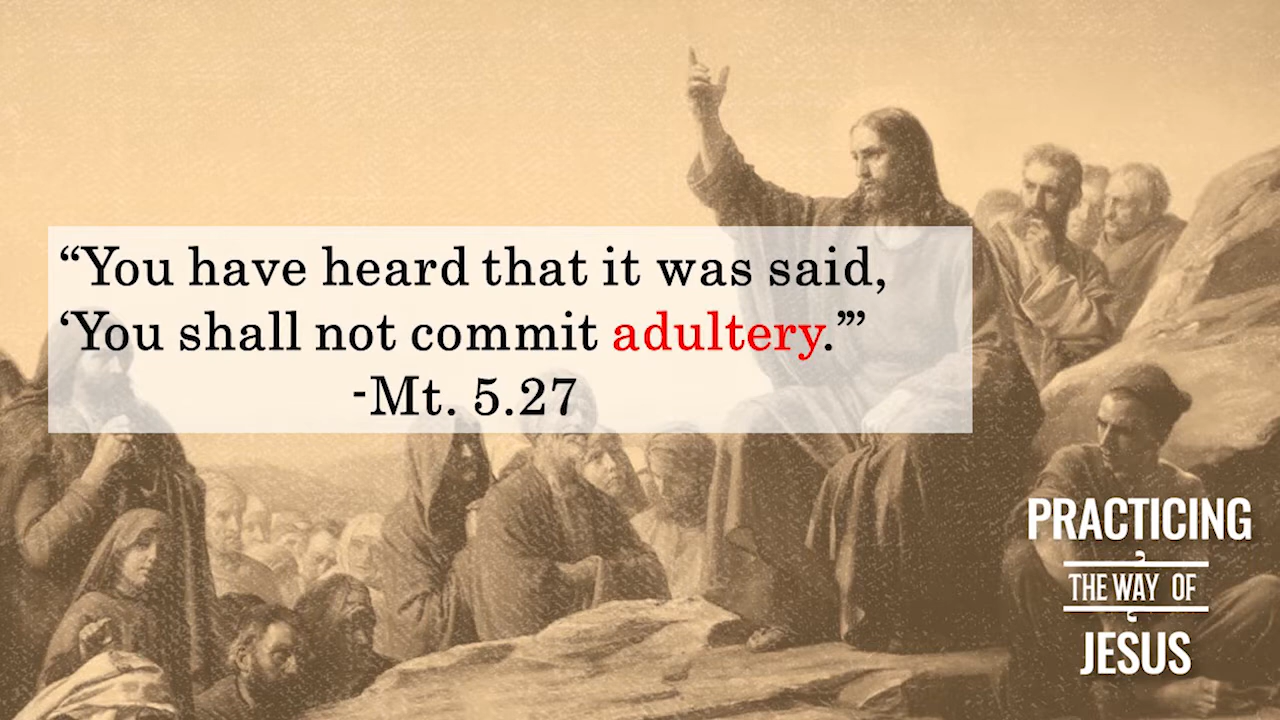 “You have heard that it was said,
‘You shall not commit adultery.’”
-Mt. 5.27
PRACTICING
THE WAY OF
JESUS